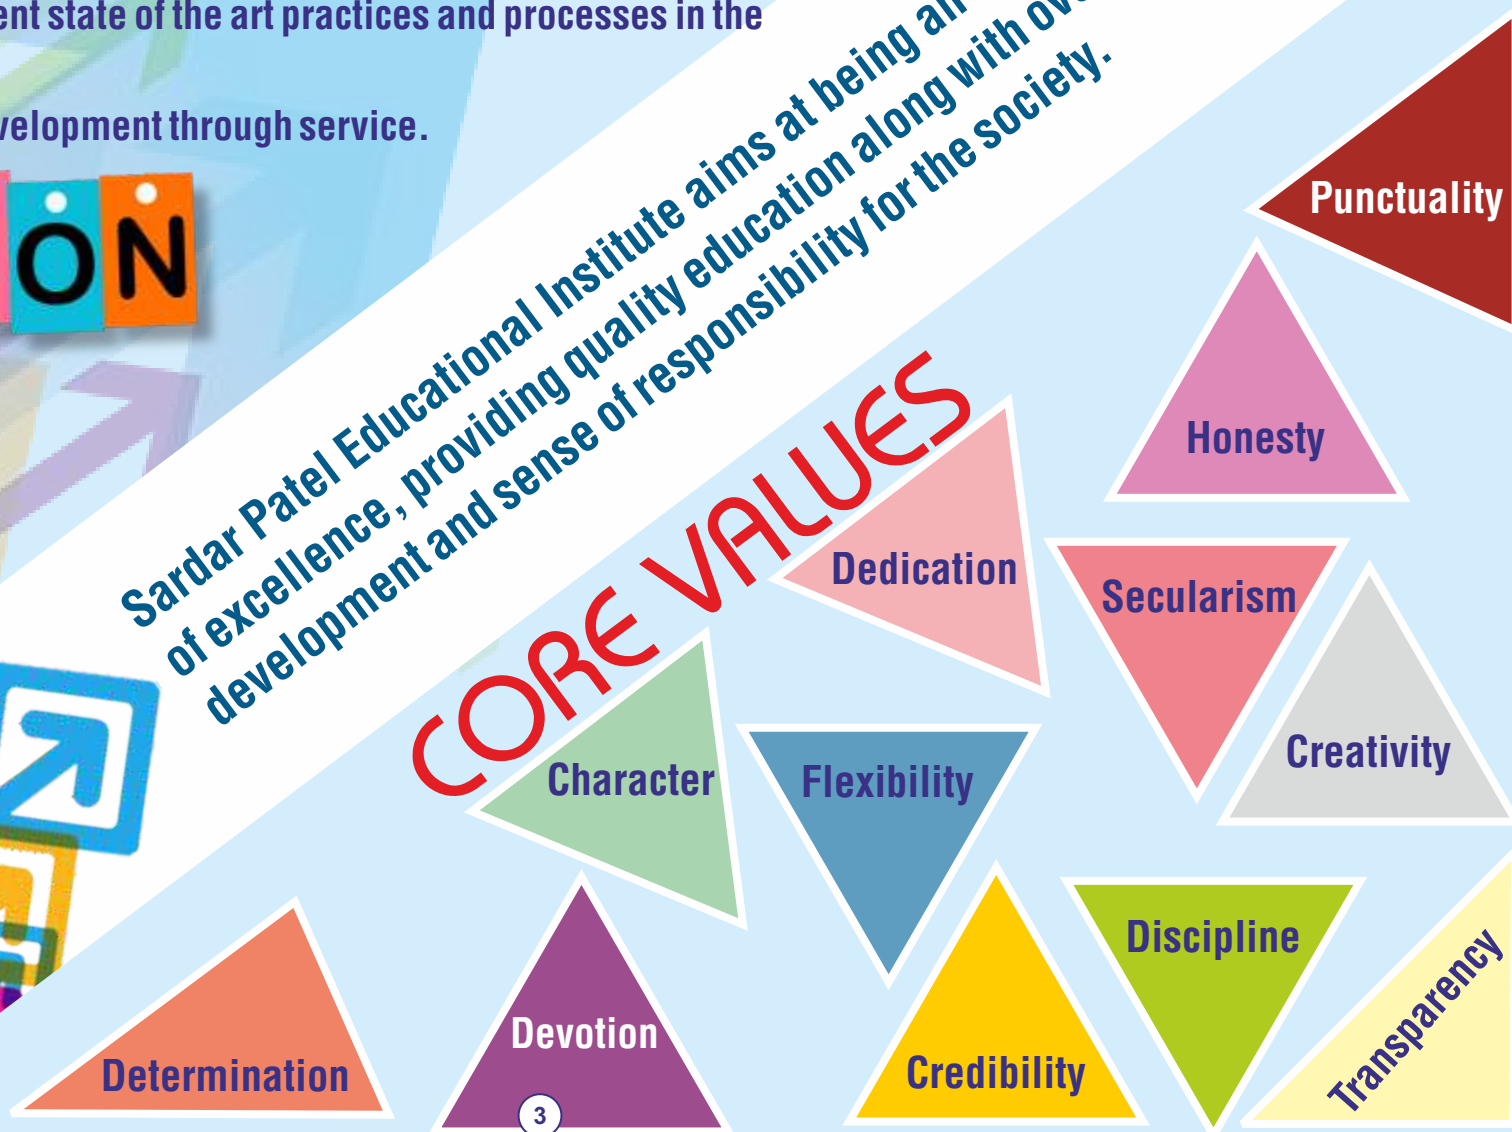 ent state of the art practices and processes in the
velopment through service.
ON
Sardar Patel Educational Institute aims at being an
of excellence, providing quality education along with ove
development and sense of responsibility for the society.
CORE VALUES
Punctuality
Honesty
Dedication
Secularism
Creativity
Character
Flexibility
Discipline
Transparency
Devotion
Credibility
Determination
3